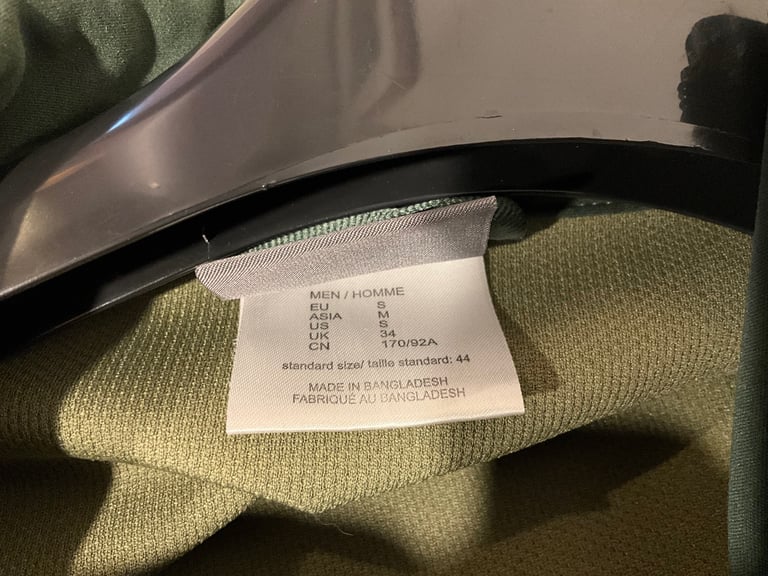 MEN / HOMME
EU S
ASIA M
US S
UK 34
CN 170/92A
standard size/ taille standard: 44
MADE IN BANGLADESH
FABRIQUÉ AU BANGLADESH